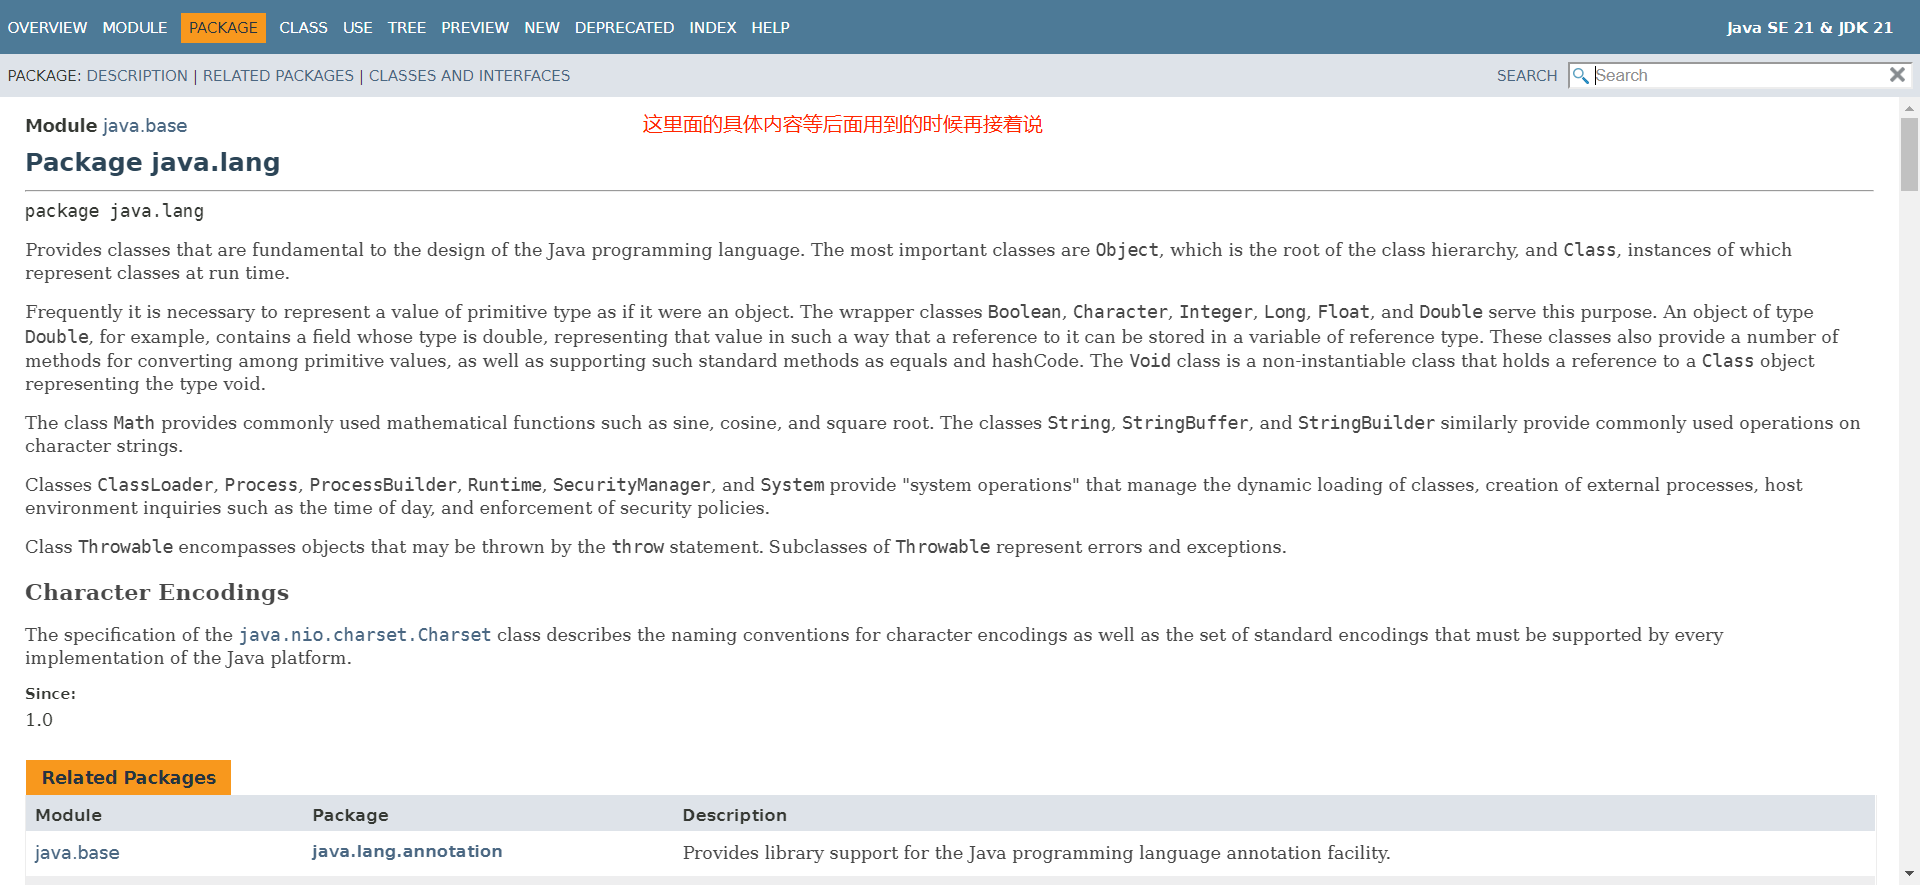 OVERVIEW MODULE PACKAGE CLASS USE TREE PREVIEW NEW DEPRECATED INDEX HELP Java SE 21 & JDK 21
PACKAGE: DESCRIPTION | RELATED PACKAGES | CLASSES AND INTERFACES SEARCH Search
Module java.base
这里面的具体内容等后面用到的时候再接着说
Package java.lang
package java.lang
Provides classes that are fundamental to the design of the Java programming language. The most important classes are Object, which is the root of the class hierarchy, and Class, instances of which
represent classes at run time.
Frequently it is necessary to represent a value of primitive type as if it were an object. The wrapper classes Boolean, Character, Integer, Long, Float, and Double serve this purpose. An object of type
Double, for example, contains a field whose type is double, representing that value in such a way that a reference to it can be stored in a variable of reference type. These classes also provide a number of
methods for converting among primitive values, as well as supporting such standard methods as equals and hashCode. The Void class is a non-instantiable class that holds a reference to a Class object
representing the type void.
The class Math provides commonly used mathematical functions such as sine, cosine, and square root. The classes String, StringBuffer, and StringBuilder similarly provide commonly used operations on
character strings.
Classes ClassLoader, Process, ProcessBuilder, Runtime, SecurityManager, and System provide "system operations" that manage the dynamic loading of classes, creation of external processes, host
environment inquiries such as the time of day, and enforcement of security policies.
Class Throwable encompasses objects that may be thrown by the throw statement. Subclasses of Throwable represent errors and exceptions.
Character Encodings
The specification of the java.nio.charset.Charset class describes the naming conventions for character encodings as well as the set of standard encodings that must be supported by every
implementation of the Java platform.
Since:
1.0
Related Packages
Module Package Description
java.base java.lang.annotation Provides library support for the Java programming language annotation facility.